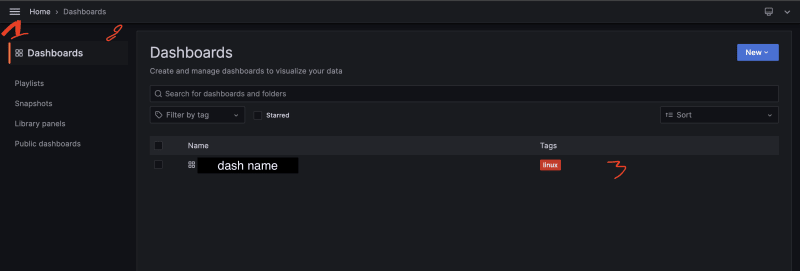 Home › Dashboards
1
2
Dashboards
Playlists
Snapshots
Library panels
Public dashboards
Dashboards
New
Create and manage dashboards to visualize your data
Search for dashboards and folders
Filter by tag
Starred
Sort
Name Tags
dash name linux 3